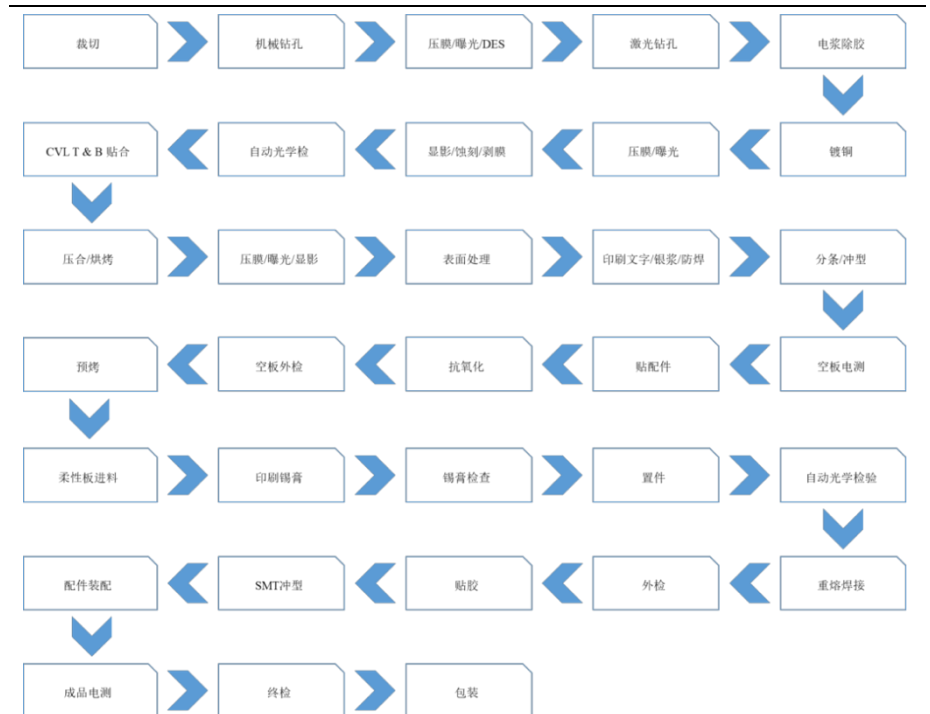 裁切
机械钻孔
压膜/曝光/DES
激光钻孔
电浆除胶
镀铜
压膜/曝光
显影/蚀刻/剥膜
自动光学检
CVL T & B 贴合
压合/烘烤
压膜/曝光/显影
表面处理
印刷文字/银浆/防焊
分条/冲型
空板电测
贴配件
抗氧化
空板外检
预烤
柔性板进料
印刷锡膏
锡膏检查
置件
自动光学检验
重熔焊接
外检
贴胶
SMT冲型
配件装配
成品电测
终检
包装